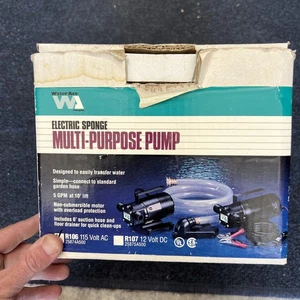 WA
ELECTRIC SPONGE
MULTI-PURPOSE PUMP
Designed to easily transfer water
Simple—connect to standard
garden hose
5 GPM at 10' lift
Non-submersible motor
with overload protection
Includes 6' suction hose and
floor drainer for quick clean-ups
R106 115 Volt AC
R107 12 Volt DC